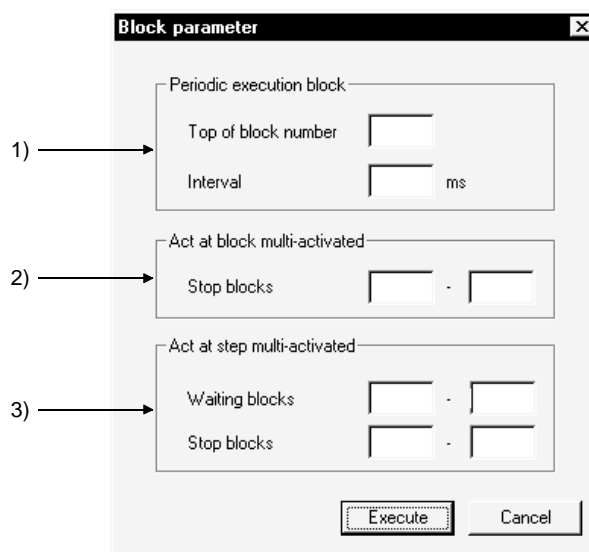 Block parameter
Periodic execution block
Top of block number
1)
Interval ms
Act at block multi-activated
2)
Stop blocks -
Act at step multi-activated
Waiting blocks -
3)
Stop blocks -
Execute Cancel